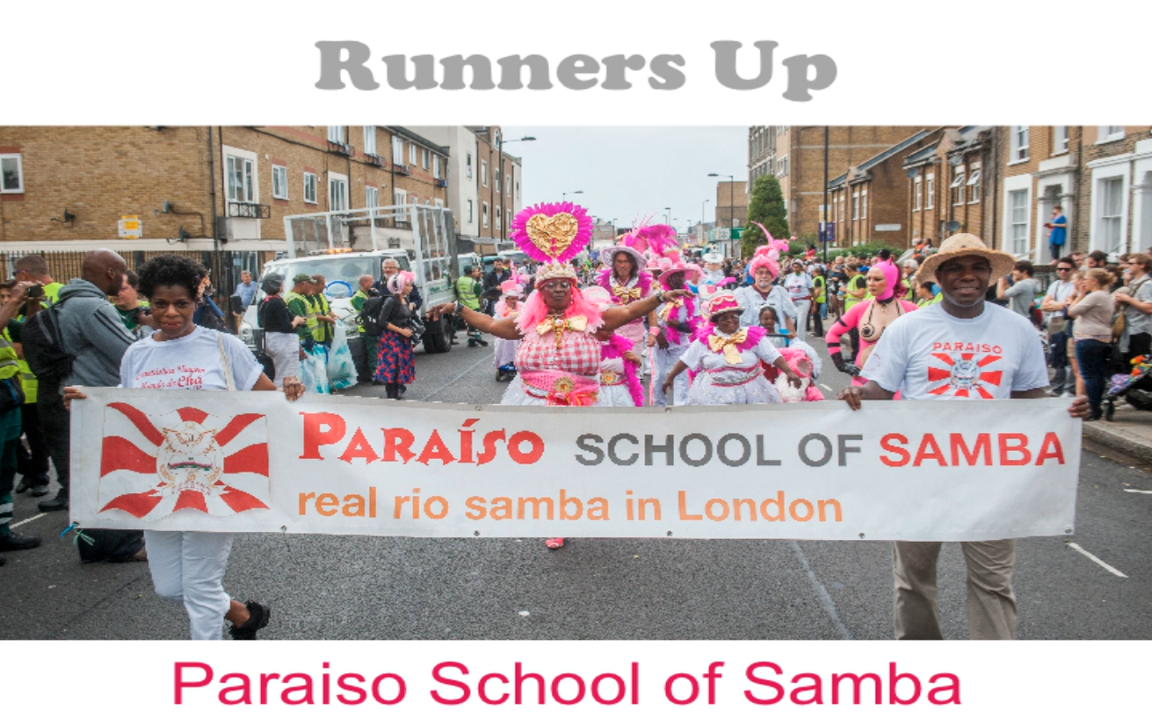 Runners Up
PARAISO
PARAÍSO SCHOOL OF SAMBA
real rio samba in London
Paraiso School of Samba